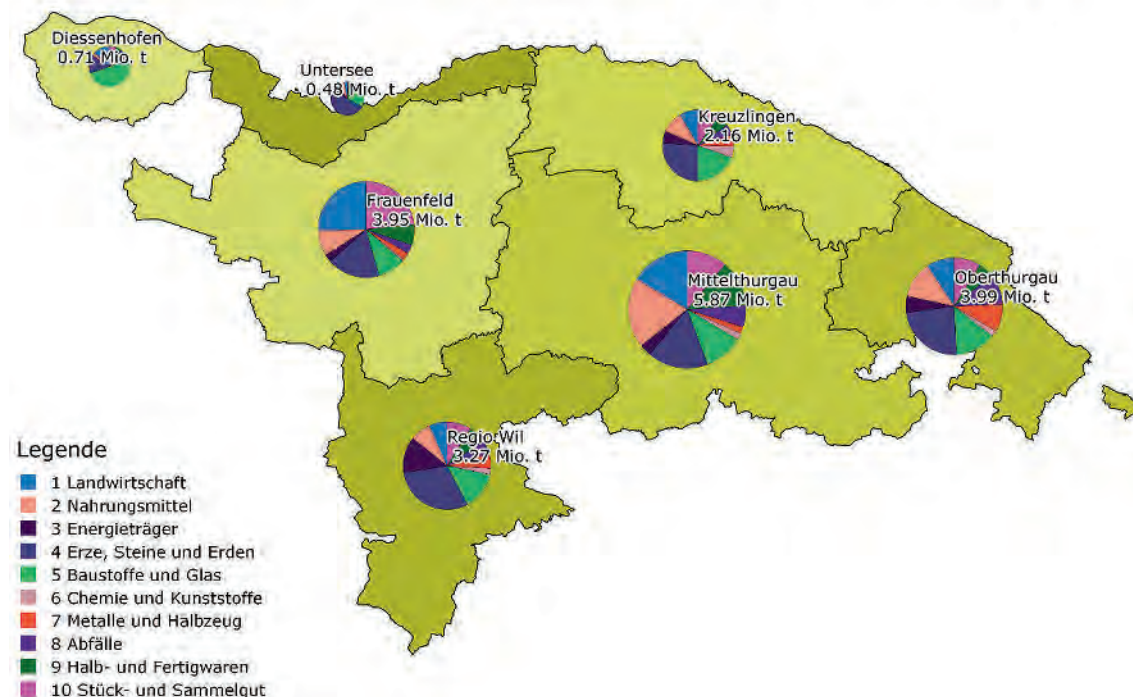 Diessenhofen
0.71 Mio. t
Untersee
0.48 Mio. t
Kreuzlingen
2.16 Mio. t
Frauenfeld
3.95 Mio. t
Mittelthurgau
5.87 Mio. t
Oberthurgau
3.99 Mio. t
Regio Wil
3.27 Mio. t
Legende
1 Landwirtschaft
2 Nahrungsmittel
3 Energieträger
4 Erze, Steine und Erden
5 Baustoffe und Glas
6 Chemie und Kunststoffe
7 Metalle und Halbzeug
8 Abfälle
9 Halb- und Fertigwaren
10 Stück- und Sammelgut